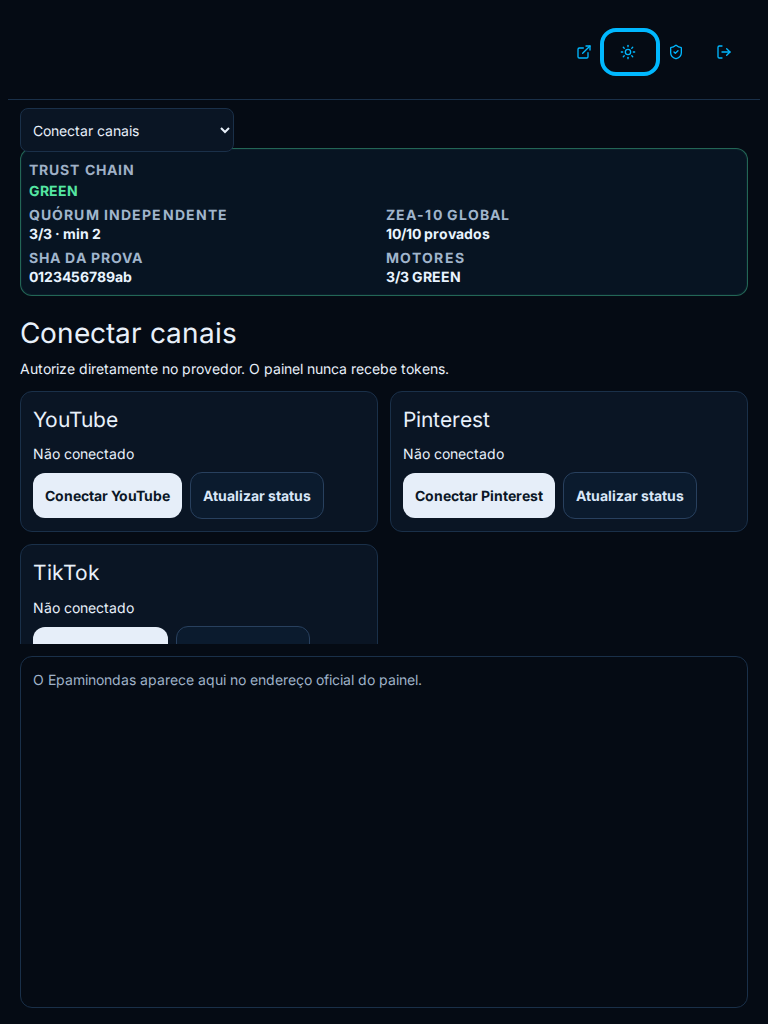 Conectar canais
TRUST CHAIN
GREEN
QUÓRUM INDEPENDENTE
3/3 · min 2
ZEA-10 GLOBAL
10/10 provados
SHA DA PROVA
0123456789ab
MOTORES
3/3 GREEN
Conectar canais
Autorize diretamente no provedor. O painel nunca recebe tokens.
YouTube
Não conectado
Conectar YouTube
Atualizar status
Pinterest
Não conectado
Conectar Pinterest
Atualizar status
TikTok
Não conectado
O Epaminondas aparece aqui no endereço oficial do painel.